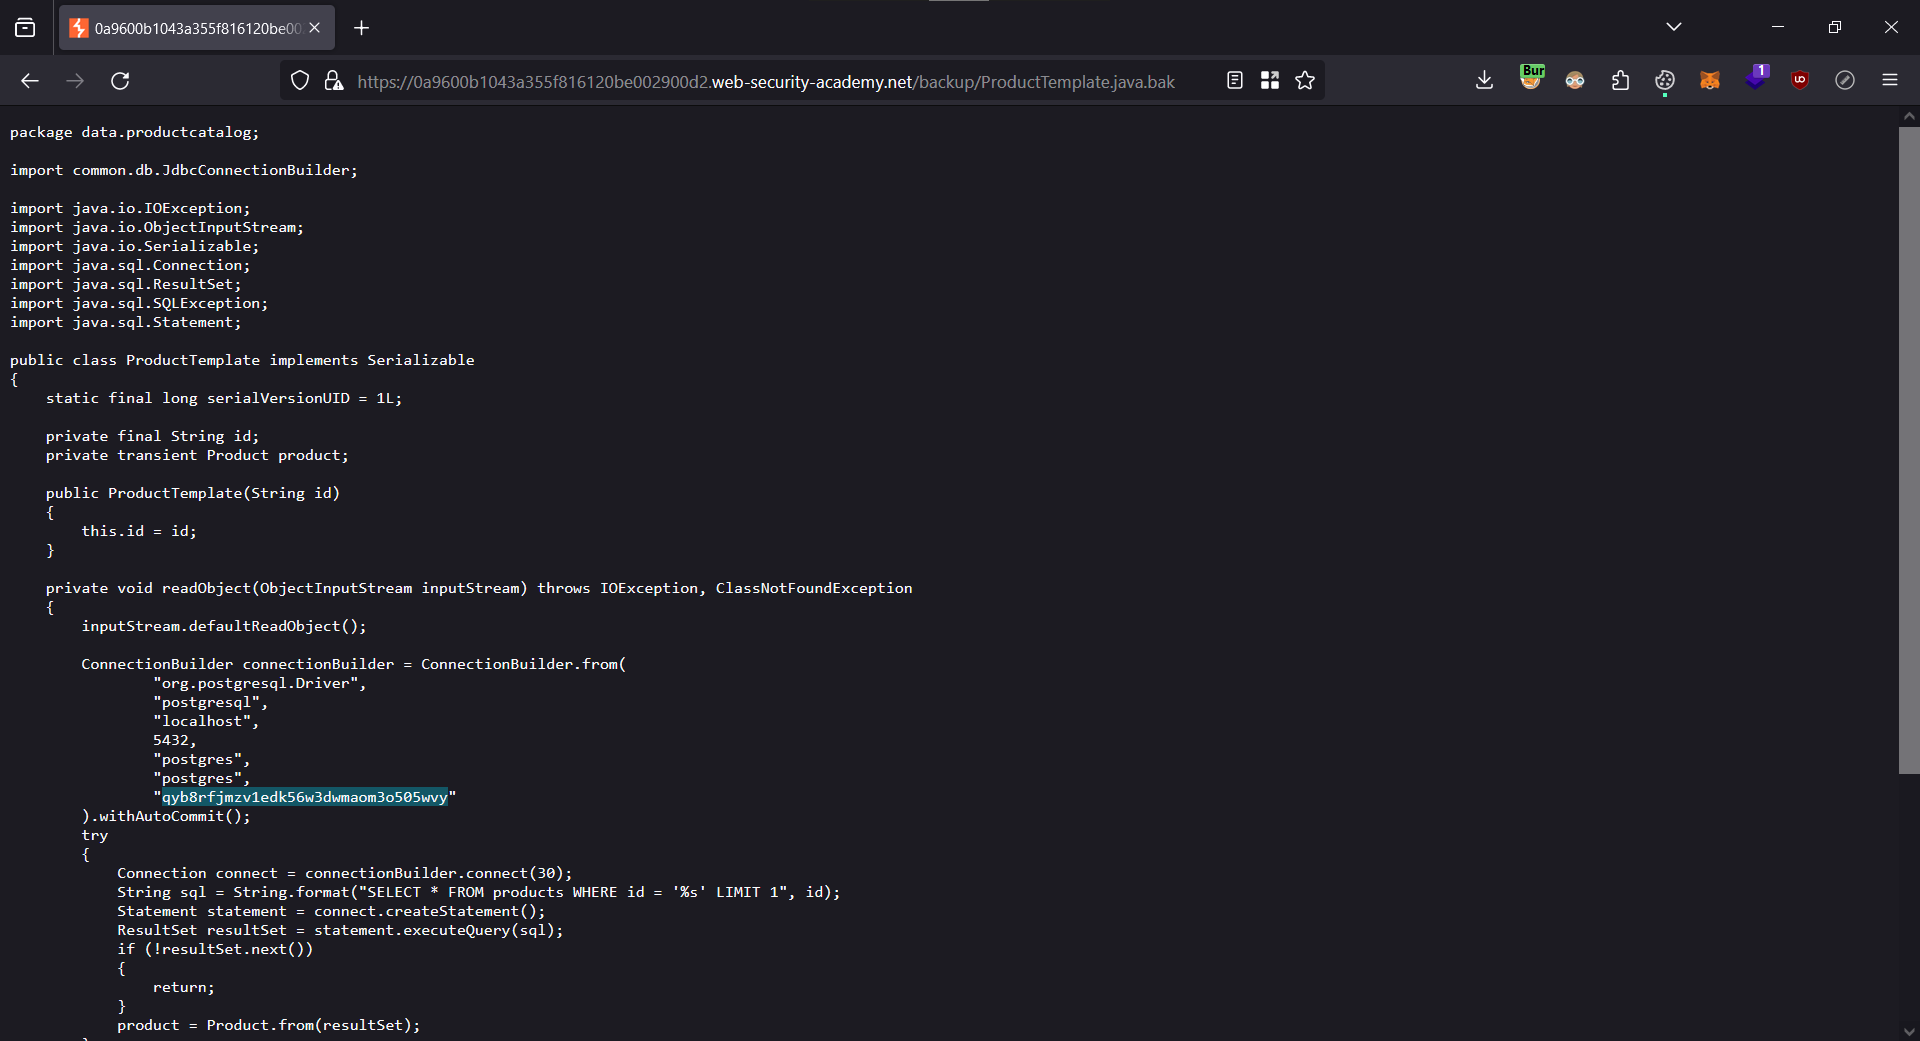 0a9600b1043a355f816120be00
https://0a9600b1043a355f816120be002900d2.web-security-academy.net/backup/ProductTemplate.java.bak
Bur
1
package data.productcatalog;

import common.db.JdbcConnectionBuilder;

import java.io.IOException;
import java.io.ObjectInputStream;
import java.io.Serializable;
import java.sql.Connection;
import java.sql.ResultSet;
import java.sql.SQLException;
import java.sql.Statement;

public class ProductTemplate implements Serializable
{
    static final long serialVersionUID = 1L;

    private final String id;
    private transient Product product;

    public ProductTemplate(String id)
    {
        this.id = id;
    }

    private void readObject(ObjectInputStream inputStream) throws IOException, ClassNotFoundException
    {
        inputStream.defaultReadObject();

        ConnectionBuilder connectionBuilder = ConnectionBuilder.from(
                "org.postgresql.Driver",
                "postgresql",
                "localhost",
                5432,
                "postgres",
                "postgres",
                "qyb8rfjmzv1edk56w3dwmaom3o505wvy"
        ).withAutoCommit();
        try
        {
            Connection connect = connectionBuilder.connect(30);
            String sql = String.format("SELECT * FROM products WHERE id = '%s' LIMIT 1", id);
            Statement statement = connect.createStatement();
            ResultSet resultSet = statement.executeQuery(sql);
            if (!resultSet.next())
            {
                return;
            }
            product = Product.from(resultSet);